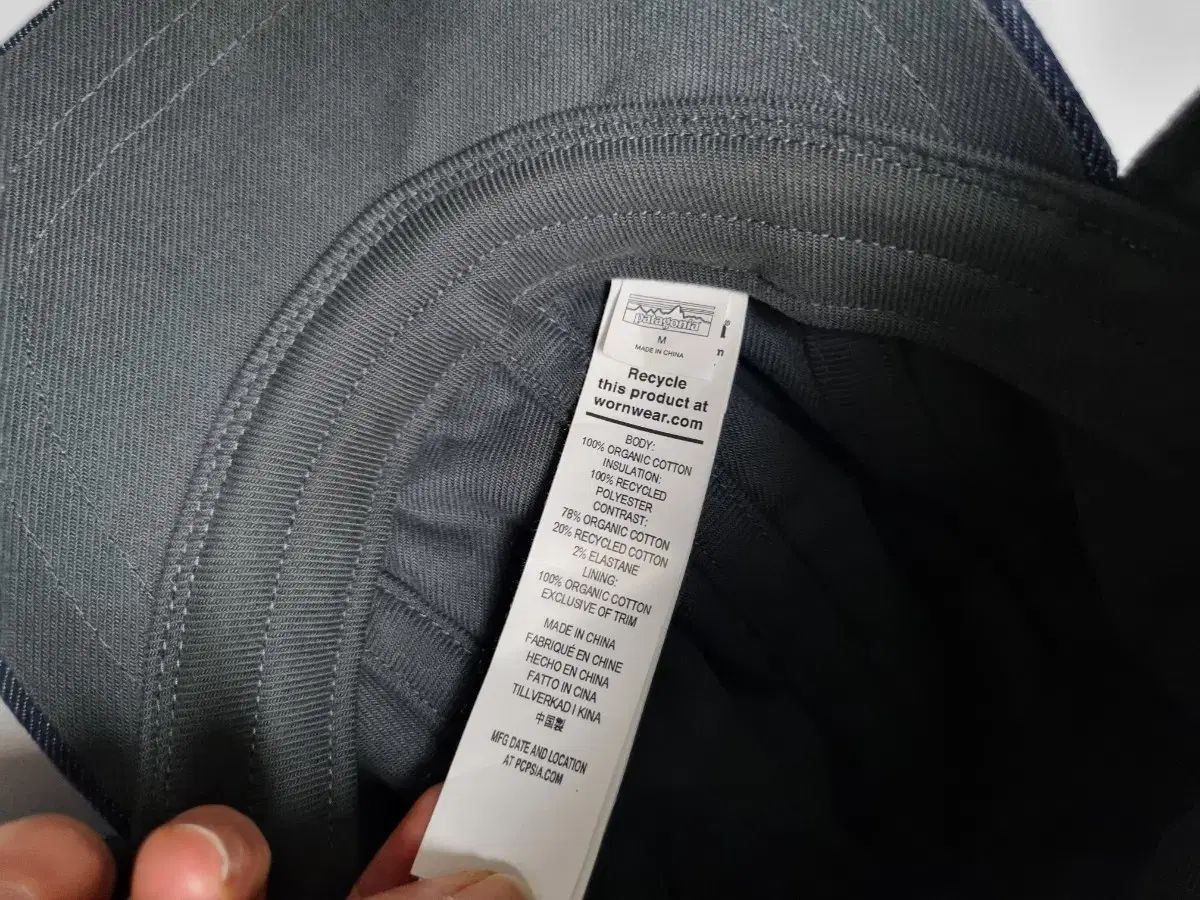 patagonia
M
MADE IN CHINA
Recycle
this product at
wornwear.com
BODY:
100% ORGANIC COTTON
INSULATION:
100% RECYCLED
POLYESTER
CONTRAST:
78% ORGANIC COTTON
20% RECYCLED COTTON
2% ELASTANE
LINING:
100% ORGANIC COTTON
EXCLUSIVE OF TRIM
MADE IN CHINA
FABRIQUÉ EN CHINE
HECHO EN CHINA
FATTO IN CINA
TILLVERKAD I KINA
中国製
MFG DATE AND LOCATION
AT PCPSIA.COM